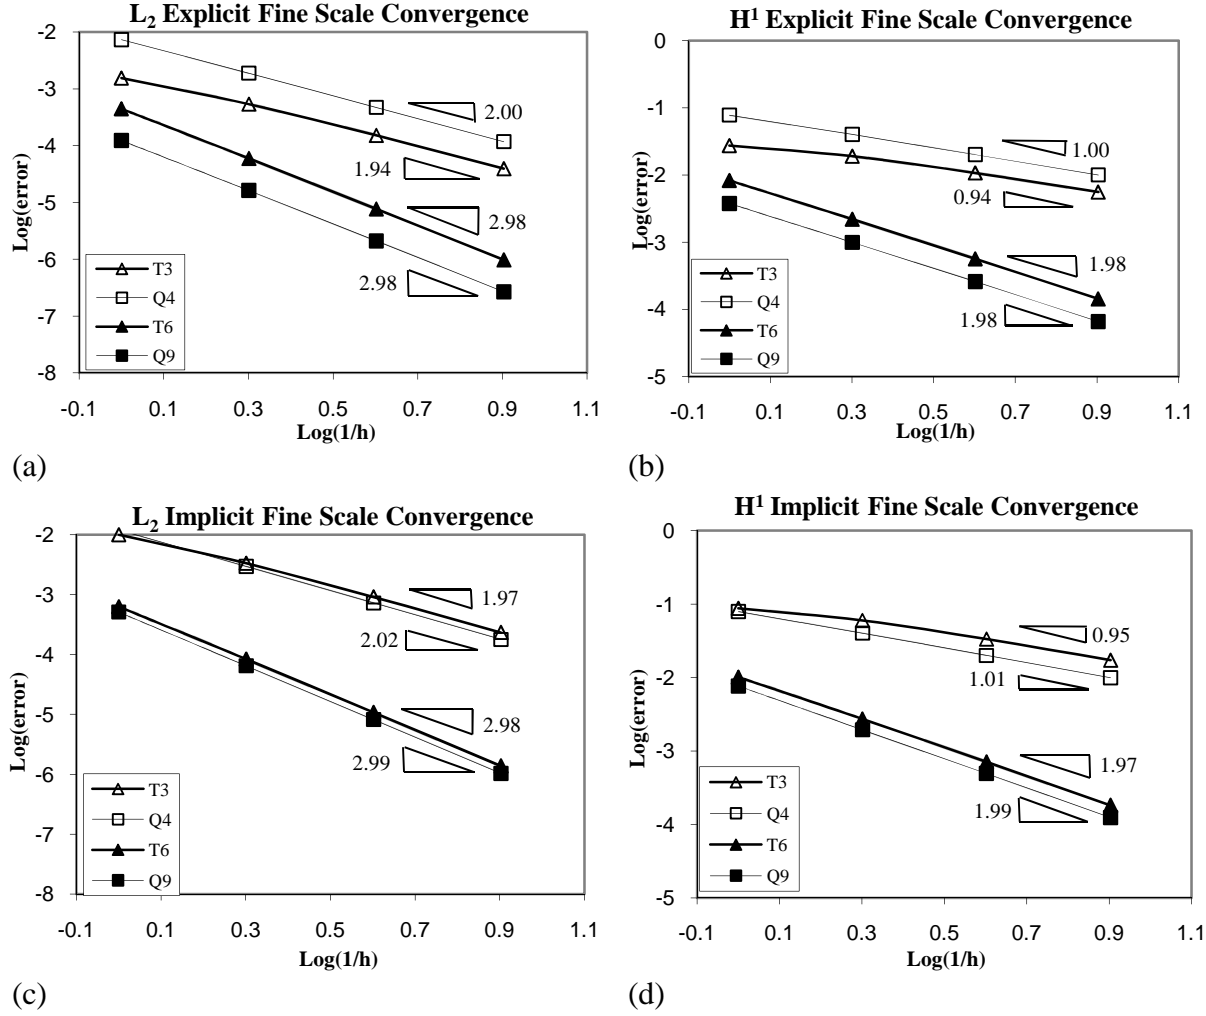 L2 Explicit Fine Scale Convergence
-2
-3
-4
-5
-6
-7
-8
Log(error)
2.00
1.94
2.98
2.98
T3
Q4
T6
Q9
-0.1 0.1 0.3 0.5 0.7 0.9 1.1
Log(1/h)
(a)
H1 Explicit Fine Scale Convergence
0
-1
-2
-3
-4
-5
Log(error)
1.00
0.94
1.98
1.98
T3
Q4
T6
Q9
-0.1 0.1 0.3 0.5 0.7 0.9 1.1
Log(1/h)
(b)
L2 Implicit Fine Scale Convergence
-2
-3
-4
-5
-6
-7
-8
Log(error)
1.97
2.02
2.98
2.99
T3
Q4
T6
Q9
-0.1 0.1 0.3 0.5 0.7 0.9 1.1
Log(1/h)
(c)
H1 Implicit Fine Scale Convergence
0
-1
-2
-3
-4
-5
Log(error)
0.95
1.01
1.97
1.99
T3
Q4
T6
Q9
-0.1 0.1 0.3 0.5 0.7 0.9 1.1
Log(1/h)
(d)